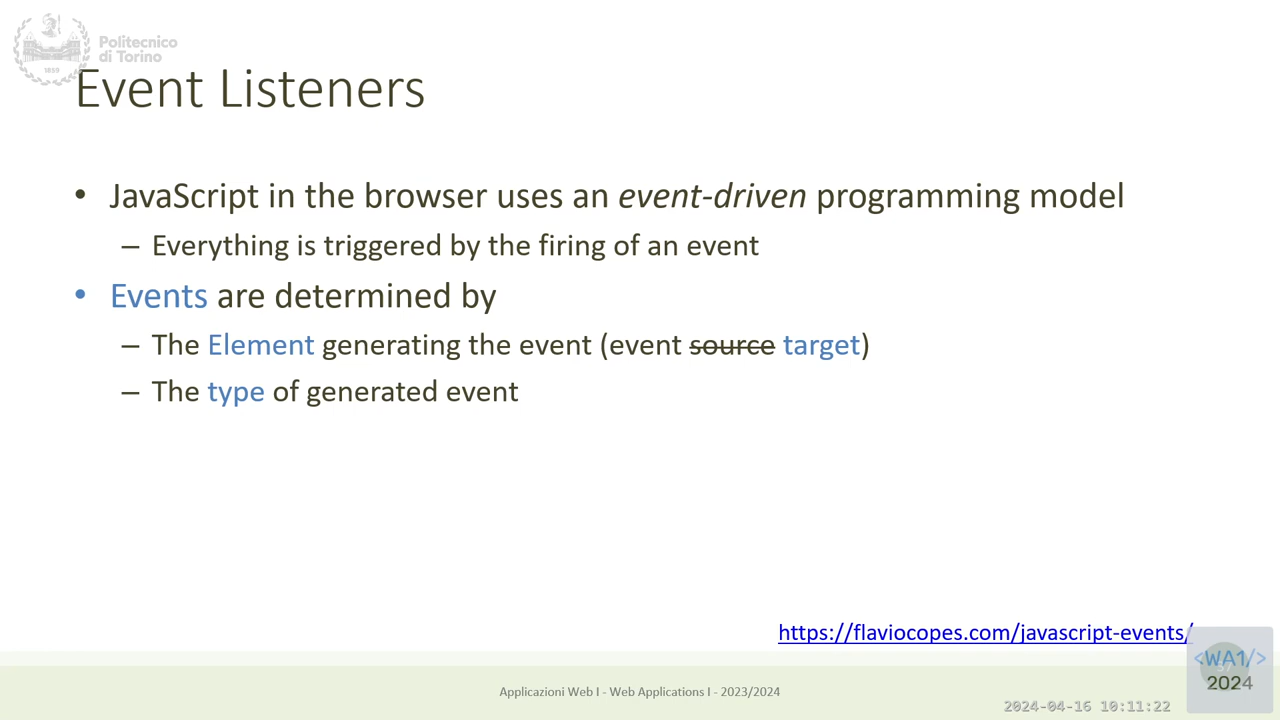 Politecnico
di Torino
1859
Event Listeners
• JavaScript in the browser uses an event-driven programming model
– Everything is triggered by the firing of an event
• Events are determined by
– The Element generating the event (event source target)
– The type of generated event
https://flaviocopes.com/javascript-events/
<WA1/>
2024
Applicazioni Web I - Web Applications I - 2023/2024
2024-04-16 10:11:22